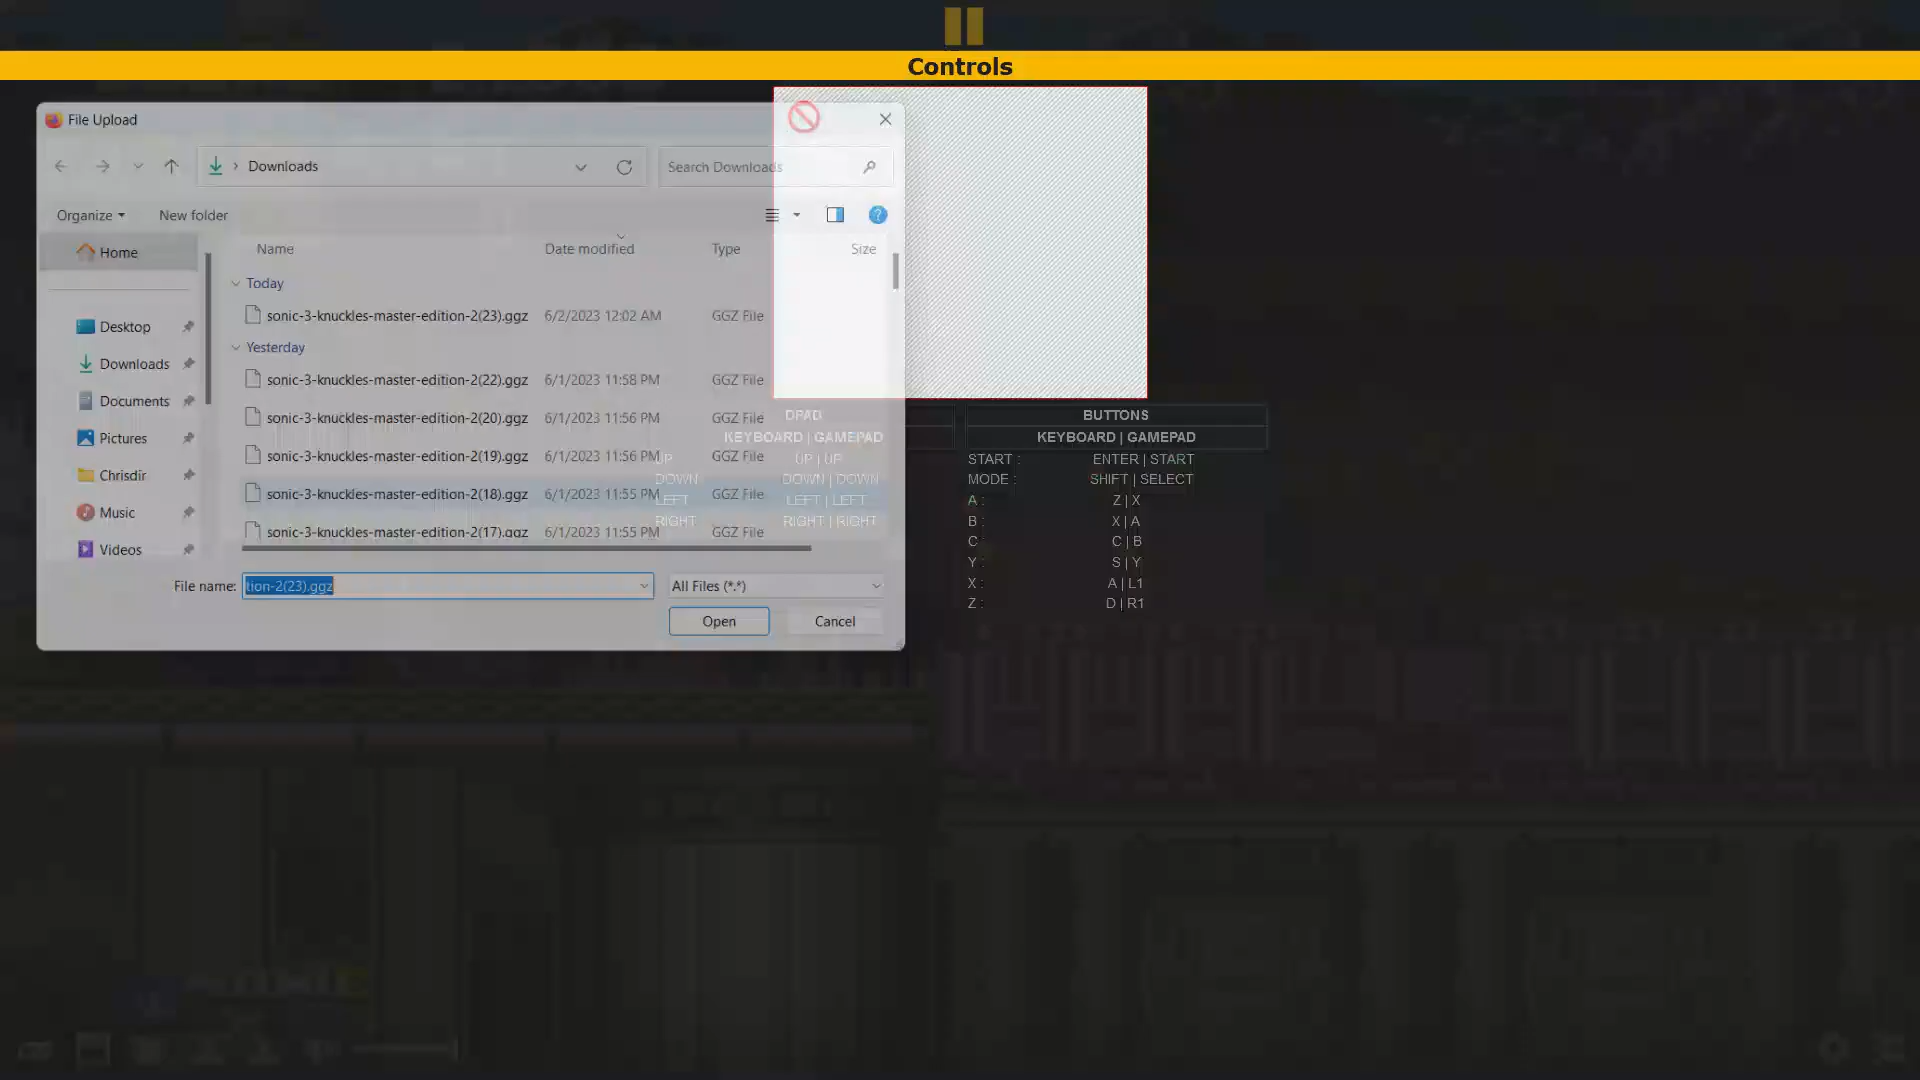 Controls
File Upload
Downloads
Search Downloads
Organize
New folder
Home
Desktop
Downloads
Documents
Pictures
Chrisdir
Music
Videos
Name
Date modified
Type
Size
Today
sonic-3-knuckles-master-edition-2(23).ggz 6/2/2023 12:02 AM GGZ File
Yesterday
sonic-3-knuckles-master-edition-2(22).ggz 6/1/2023 11:58 PM GGZ File
sonic-3-knuckles-master-edition-2(20).ggz 6/1/2023 11:56 PM GGZ File
sonic-3-knuckles-master-edition-2(19).ggz 6/1/2023 11:56 PM GGZ File
sonic-3-knuckles-master-edition-2(18).ggz 6/1/2023 11:55 PM GGZ File
sonic-3-knuckles-master-edition-2(17).ggz 6/1/2023 11:55 PM GGZ File
File name: tion-2(23).ggz
All Files (*.*)
Open
Cancel
DPAD
KEYBOARD | GAMEPAD
UP UP | UP
DOWN DOWN | DOWN
LEFT LEFT | LEFT
RIGHT RIGHT | RIGHT
BUTTONS
KEYBOARD | GAMEPAD
START : ENTER | START
MODE : SHIFT | SELECT
A : Z | X
B : X | A
C : C | B
Y : S | Y
X : A | L1
Z : D | R1